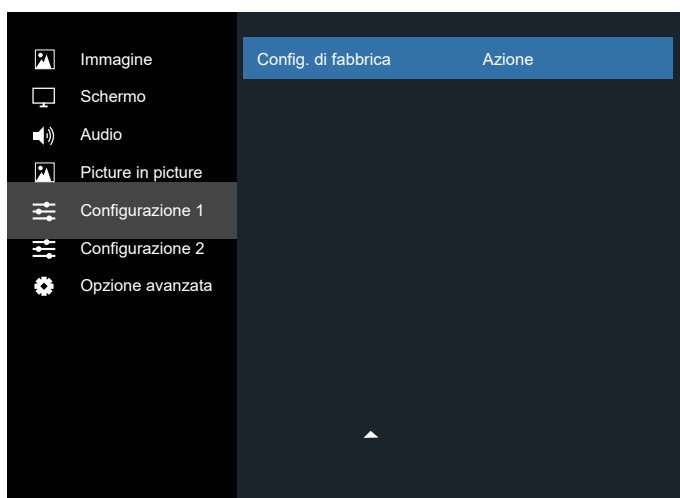 Immagine
Schermo
Audio
Picture in picture
Configurazione 1
Configurazione 2
Opzione avanzata
Config. di fabbrica Azione